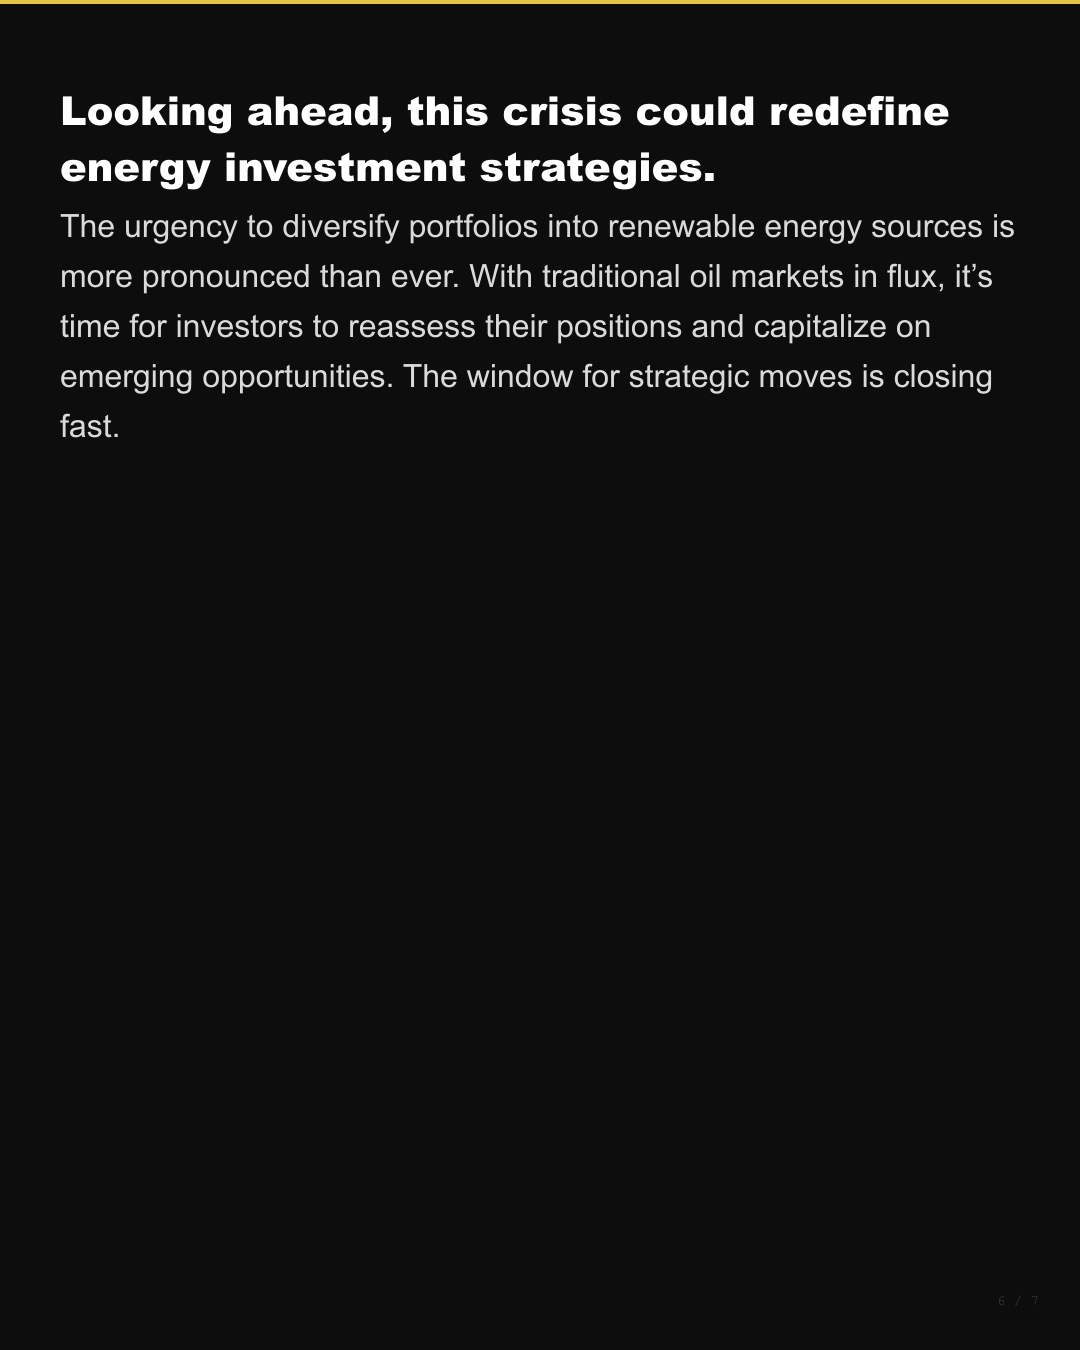 Looking ahead, this crisis could redefine
energy investment strategies.
The urgency to diversify portfolios into renewable energy sources is
more pronounced than ever. With traditional oil markets in flux, it’s
time for investors to reassess their positions and capitalize on
emerging opportunities. The window for strategic moves is closing
fast.
6 / 7